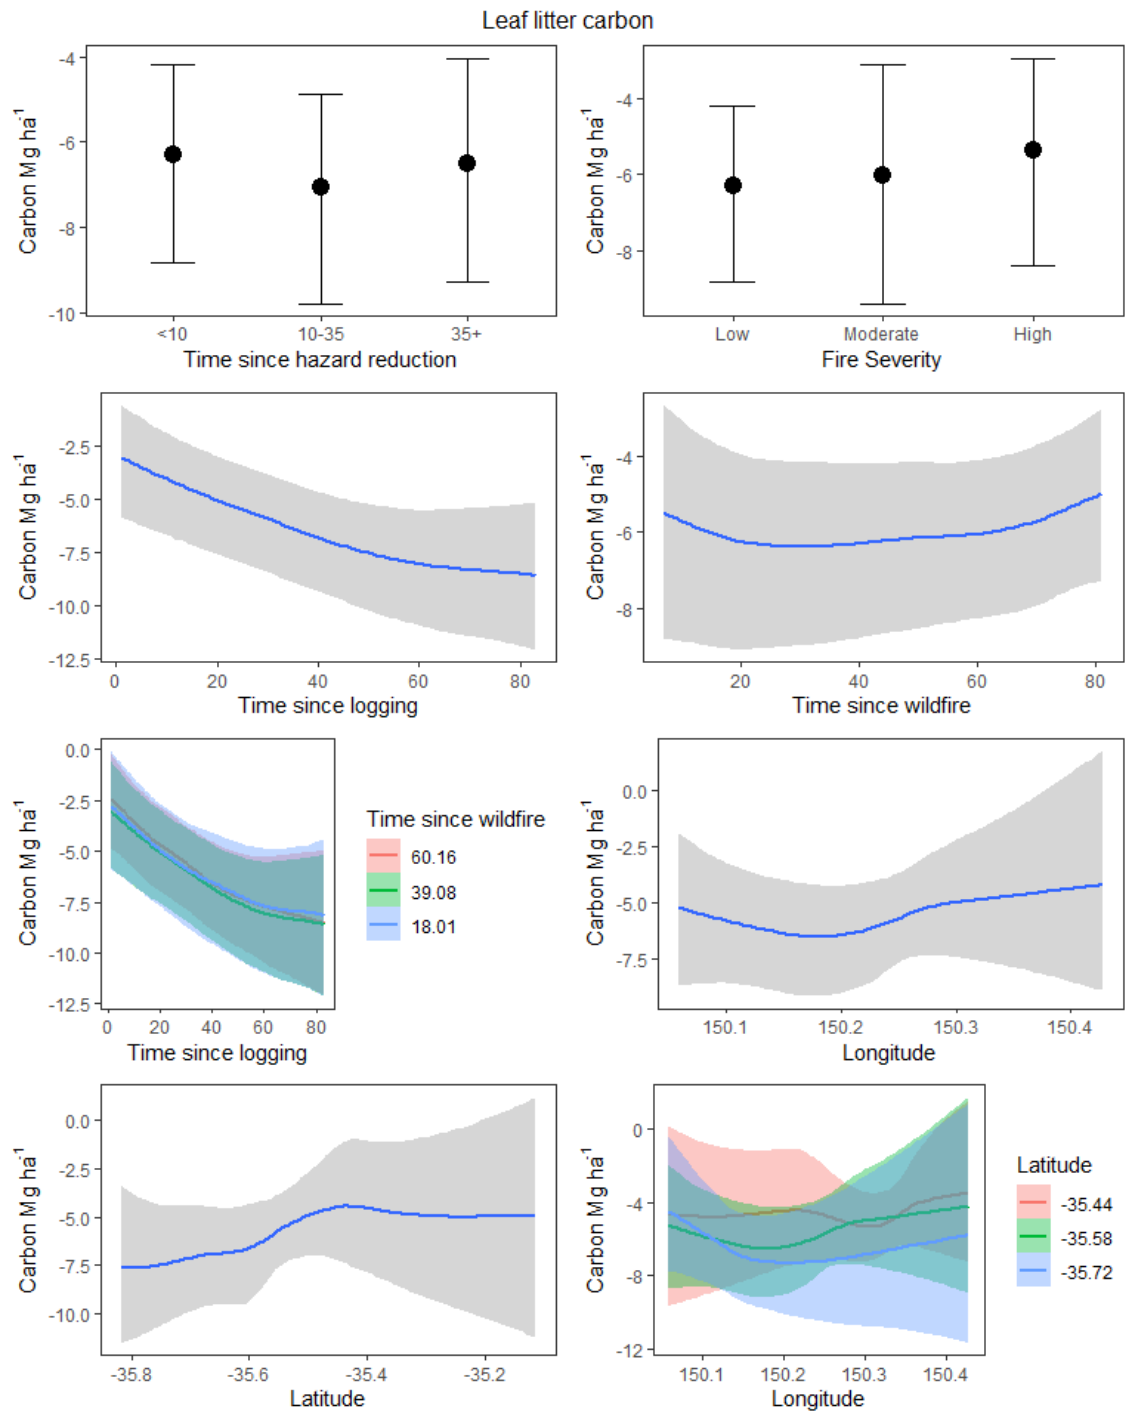 Leaf litter carbon
Carbon Mg ha⁻¹
-4
-6
-8
-10
<10 10-35 35+
Time since hazard reduction
Carbon Mg ha⁻¹
-4
-6
-8
Low Moderate High
Fire Severity
Carbon Mg ha⁻¹
-2.5
-5.0
-7.5
-10.0
-12.5
0 20 40 60 80
Time since logging
Carbon Mg ha⁻¹
-4
-6
-8
20 40 60 80
Time since wildfire
Carbon Mg ha⁻¹
0.0
-2.5
-5.0
-7.5
-10.0
-12.5
0 20 40 60 80
Time since logging
Time since wildfire
60.16
39.08
18.01
Carbon Mg ha⁻¹
0.0
-2.5
-5.0
-7.5
150.1 150.2 150.3 150.4
Longitude
Carbon Mg ha⁻¹
0.0
-2.5
-5.0
-7.5
-10.0
-35.8 -35.6 -35.4 -35.2
Latitude
Carbon Mg ha⁻¹
0
-4
-8
-12
150.1 150.2 150.3 150.4
Longitude
Latitude
-35.44
-35.58
-35.72